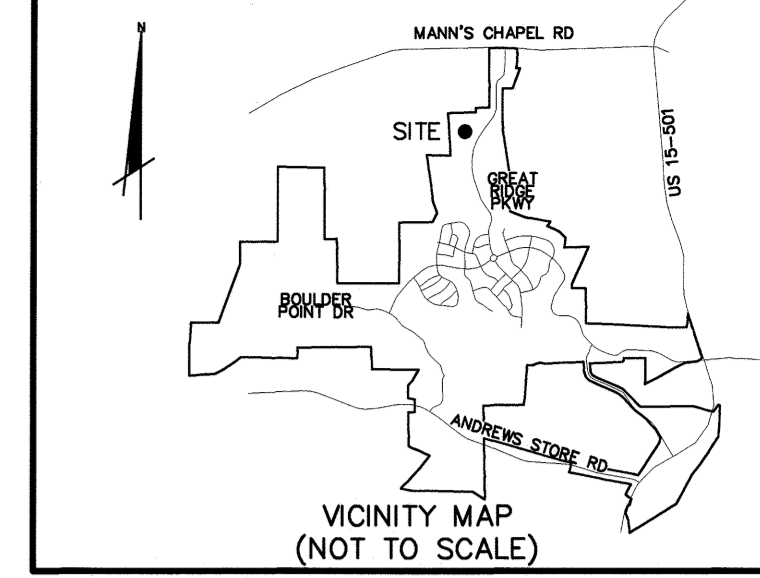 N
MANN'S CHAPEL RD
SITE
US 15-501
GREAT
RIDGE
PKWY
BOULDER
POINT DR
ANDREWS STORE RD
VICINITY MAP
(NOT TO SCALE)